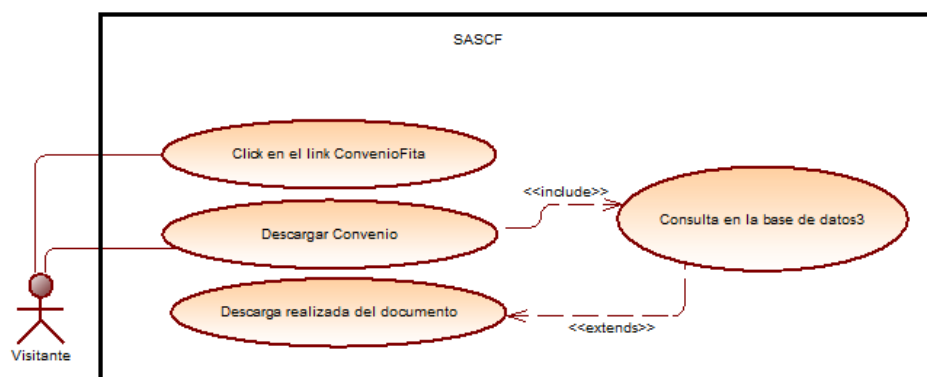 SASCF
Click en el link ConvenioFita
<<include>>
Consulta en la base de datos3
Descargar Convenio
Descarga realizada del documento
<<extends>>
Visitante